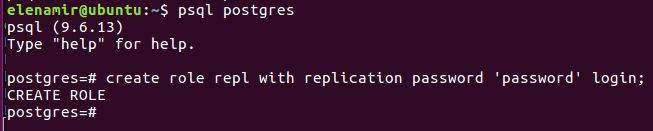 elenamir@ubuntu:~$ psql postgres
psql (9.6.13)
Type "help" for help.
postgres=# create role repl with replication password 'password' login;
CREATE ROLE
postgres=#